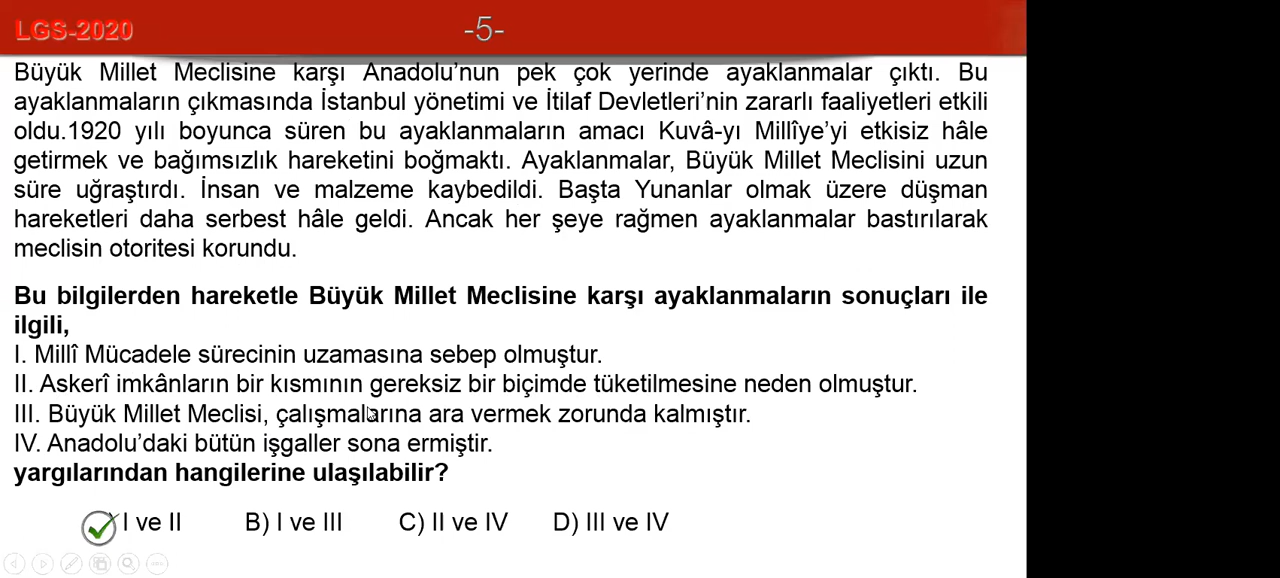 LGS-2020
-5-
Büyük Millet Meclisine karşı Anadolu’nun pek çok yerinde ayaklanmalar çıktı. Bu
ayaklanmaların çıkmasında İstanbul yönetimi ve İtilaf Devletleri’nin zararlı faaliyetleri etkili
oldu.1920 yılı boyunca süren bu ayaklanmaların amacı Kuvâ-yı Millîye’yi etkisiz hâle
getirmek ve bağımsızlık hareketini boğmaktı. Ayaklanmalar, Büyük Millet Meclisini uzun
süre uğraştırdı. İnsan ve malzeme kaybedildi. Başta Yunanlar olmak üzere düşman
hareketleri daha serbest hâle geldi. Ancak her şeye rağmen ayaklanmalar bastırılarak
meclisin otoritesi korundu.
Bu bilgilerden hareketle Büyük Millet Meclisine karşı ayaklanmaların sonuçları ile
ilgili,
I. Millî Mücadele sürecinin uzamasına sebep olmuştur.
II. Askerî imkânların bir kısmının gereksiz bir biçimde tüketilmesine neden olmuştur.
III. Büyük Millet Meclisi, çalışmalarına ara vermek zorunda kalmıştır.
IV. Anadolu’daki bütün işgaller sona ermiştir.
yargılarından hangilerine ulaşılabilir?
) I ve II B) I ve III C) II ve IV D) III ve IV